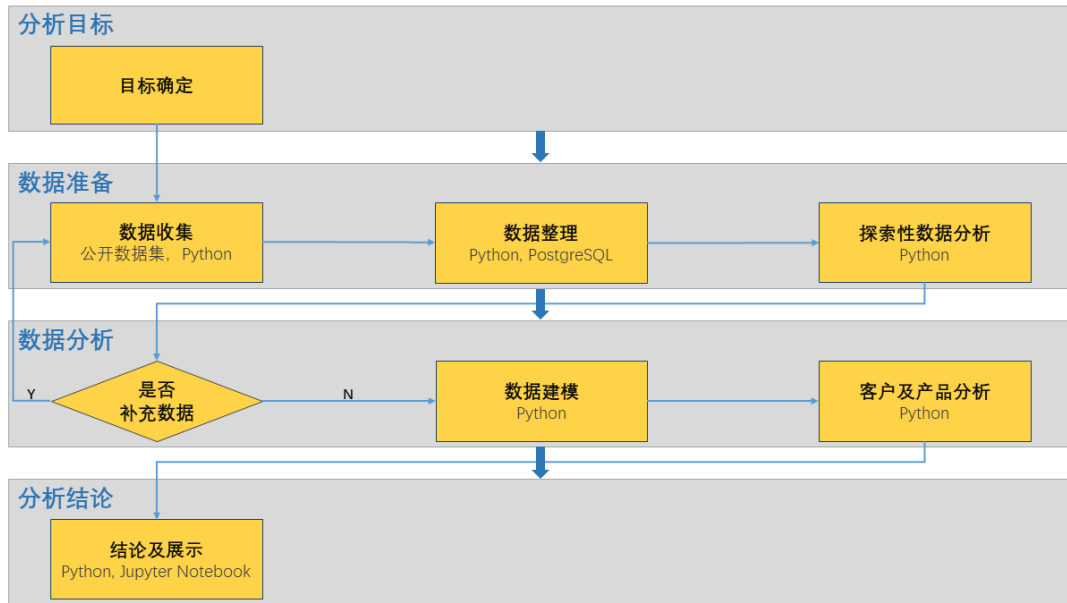 分析目标
目标确定
数据准备
数据收集
公开数据集，Python
数据整理
Python, PostgreSQL
探索性数据分析
Python
数据分析
Y
是否
补充数据
N
数据建模
Python
客户及产品分析
Python
分析结论
结论及展示
Python, Jupyter Notebook